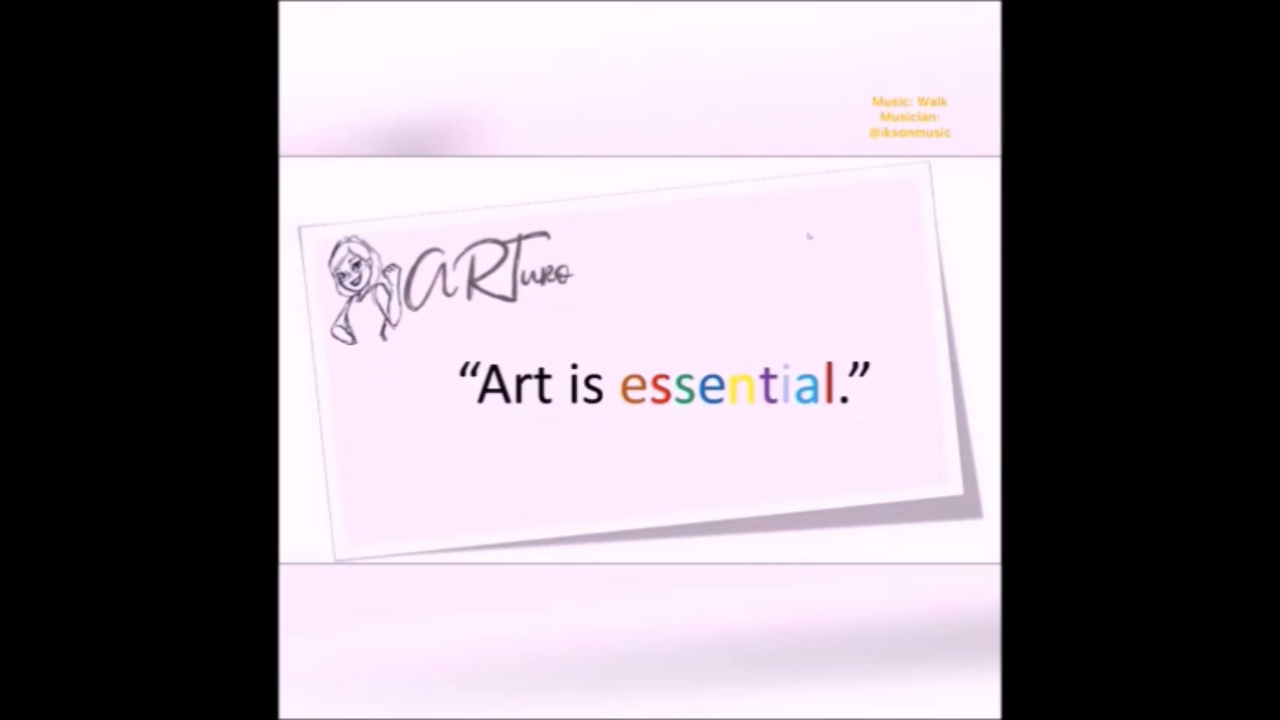 Music: Walk
Musician:
@iksonmusic
ARTuro
“Art is essential.”